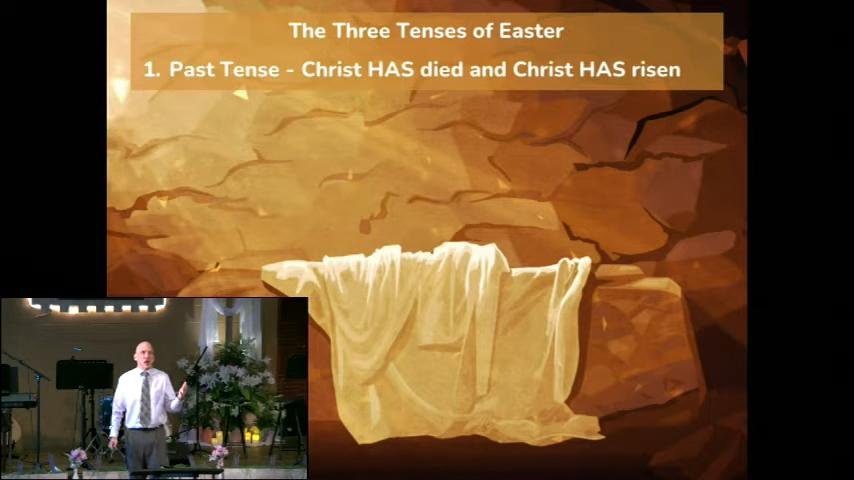 The Three Tenses of Easter
1. Past Tense - Christ HAS died and Christ HAS risen